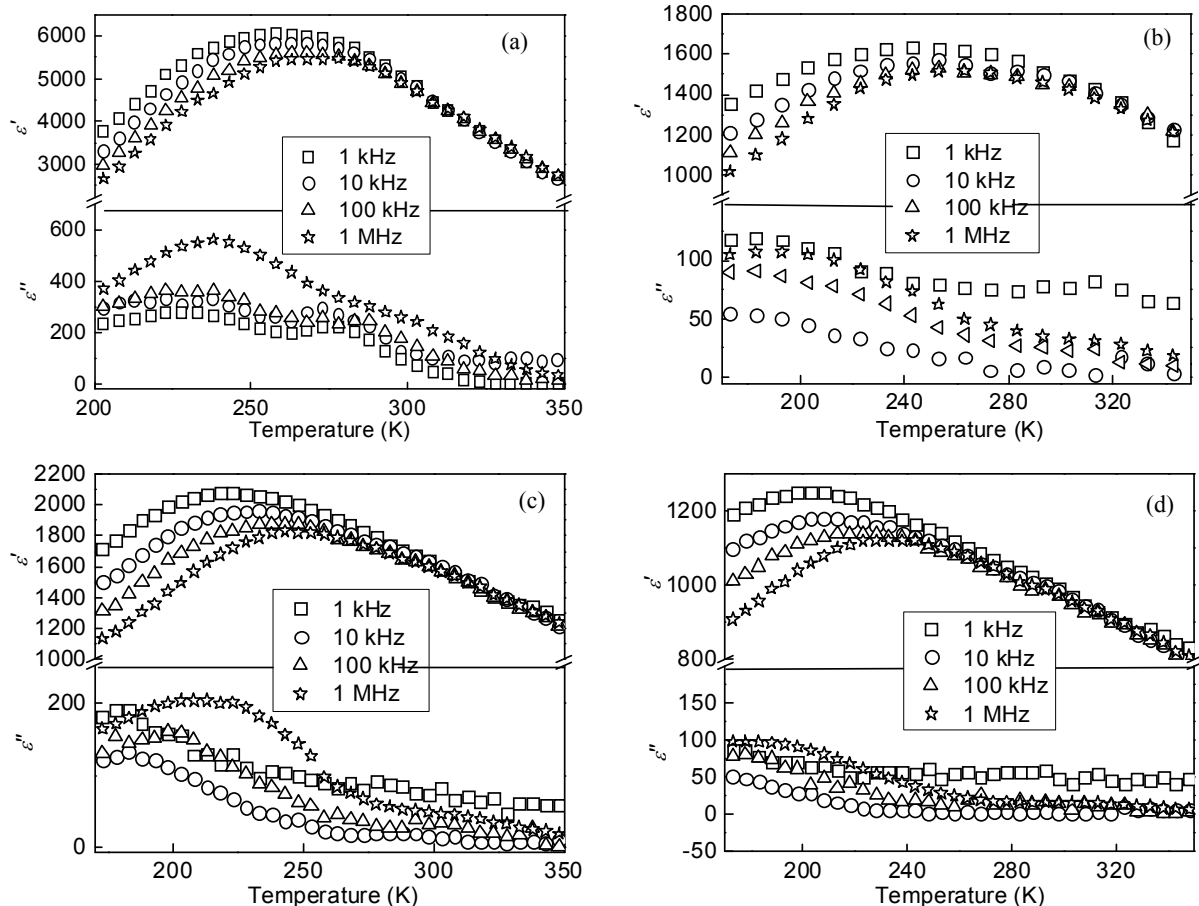 (a)
6000
5000
4000
3000
ε'
1 kHz
10 kHz
100 kHz
1 MHz
600
400
200
0
ε"
200
250
300
350
Temperature (K)
(b)
1800
1600
1400
1200
1000
ε'
1 kHz
10 kHz
100 kHz
1 MHz
100
50
0
ε"
200
240
280
320
Temperature (K)
(c)
2200
2000
1800
1600
1400
1200
1000
ε'
1 kHz
10 kHz
100 kHz
1 MHz
200
100
0
ε"
200
250
300
350
Temperature (K)
(d)
1200
1000
800
ε'
1 kHz
10 kHz
100 kHz
1 MHz
100
50
0
-50
ε"
200
240
280
320
Temperature (K)